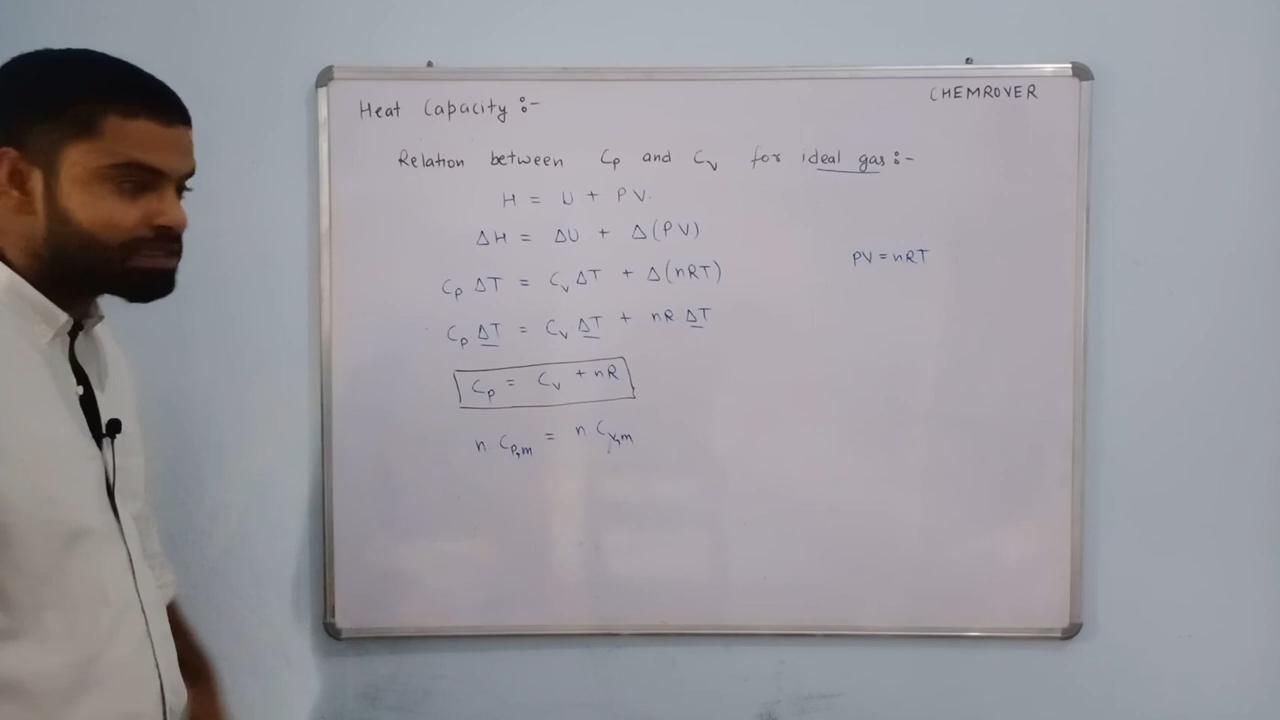 CHEMROVER
Heat Capacity :-
Relation between Cp and Cv for ideal gas :-
H = U + PV.
ΔH = ΔU + Δ(PV)
PV = nRT
Cp ΔT = Cv ΔT + Δ(nRT)
Cp ΔT = Cv ΔT + nR ΔT
Cp = Cv + nR
n Cp,m = n Cv,m